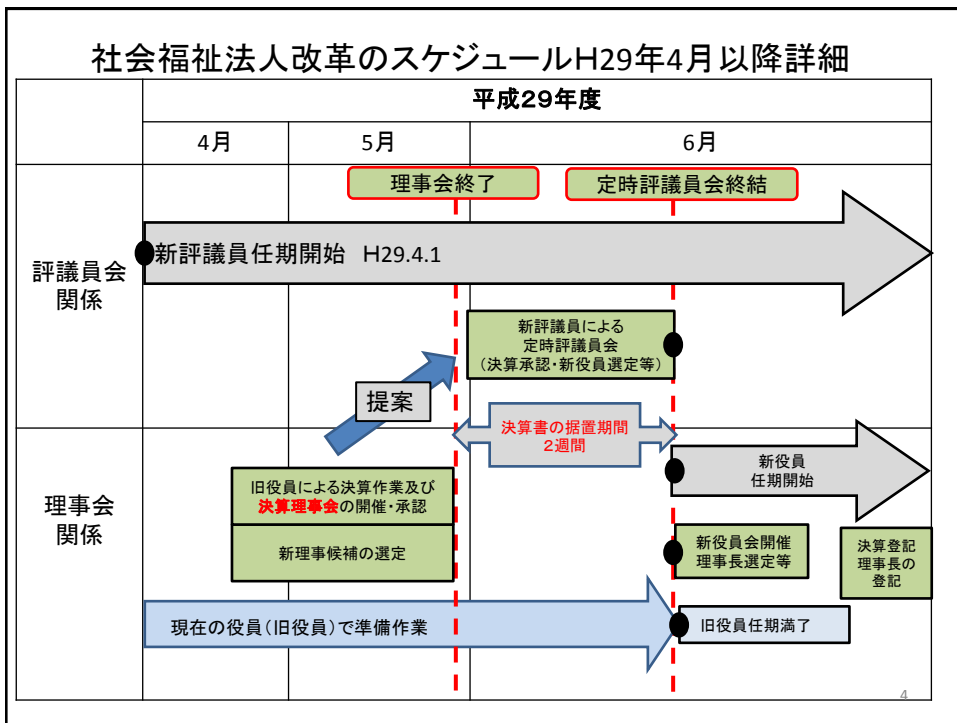 社会福祉法人改革のスケジュールH29年4月以降詳細
平成29年度
4月
5月
6月
理事会終了
定時評議員会終結
評議員会
関係
新評議員任期開始 H29.4.1
新評議員による
定時評議員会
(決算承認・新役員選定等)
提案
決算書の据置期間
2週間
理事会
関係
新役員
任期開始
旧役員による決算作業及び
決算理事会の開催・承認
新理事候補の選定
新役員会開催
理事長選定等
決算登記
理事長の
登記
現在の役員(旧役員)で準備作業
旧役員任期満了
4